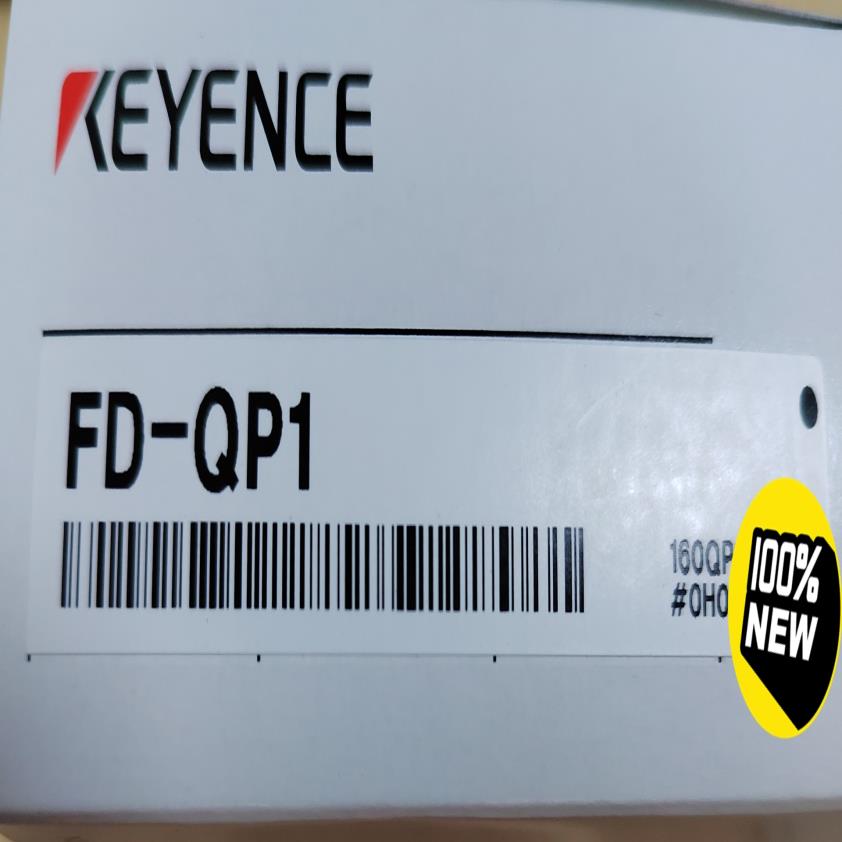 KEYENCE
FD-QP1
160QP
#0H0
100%
NEW